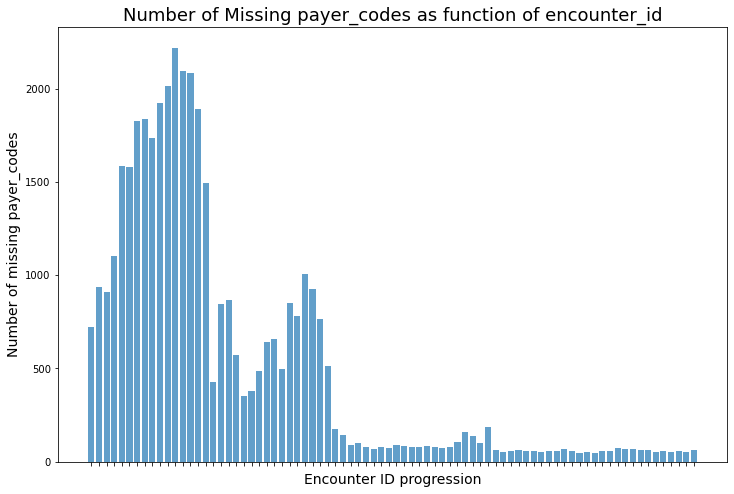 Number of Missing payer_codes as function of encounter_id
2000
1500
1000
500
0
Number of missing payer_codes
Encounter ID progression